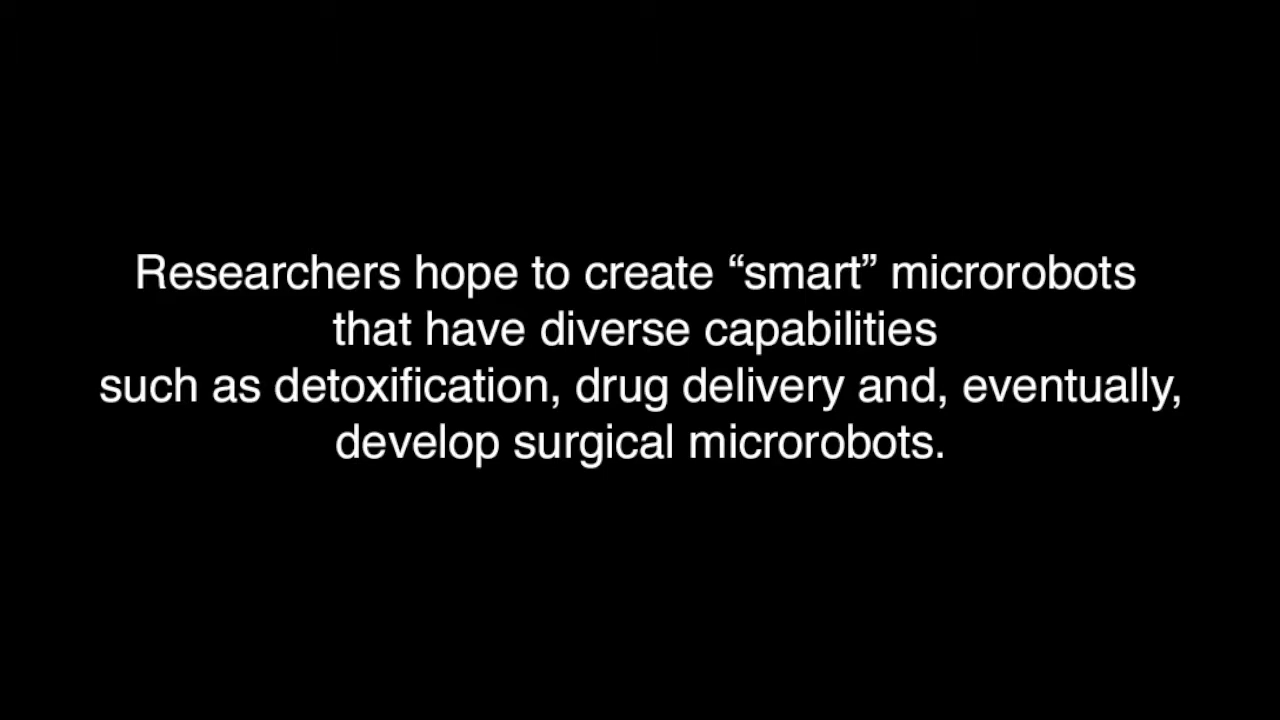 Researchers hope to create “smart” microrobots
that have diverse capabilities
such as detoxification, drug delivery and, eventually,
develop surgical microrobots.